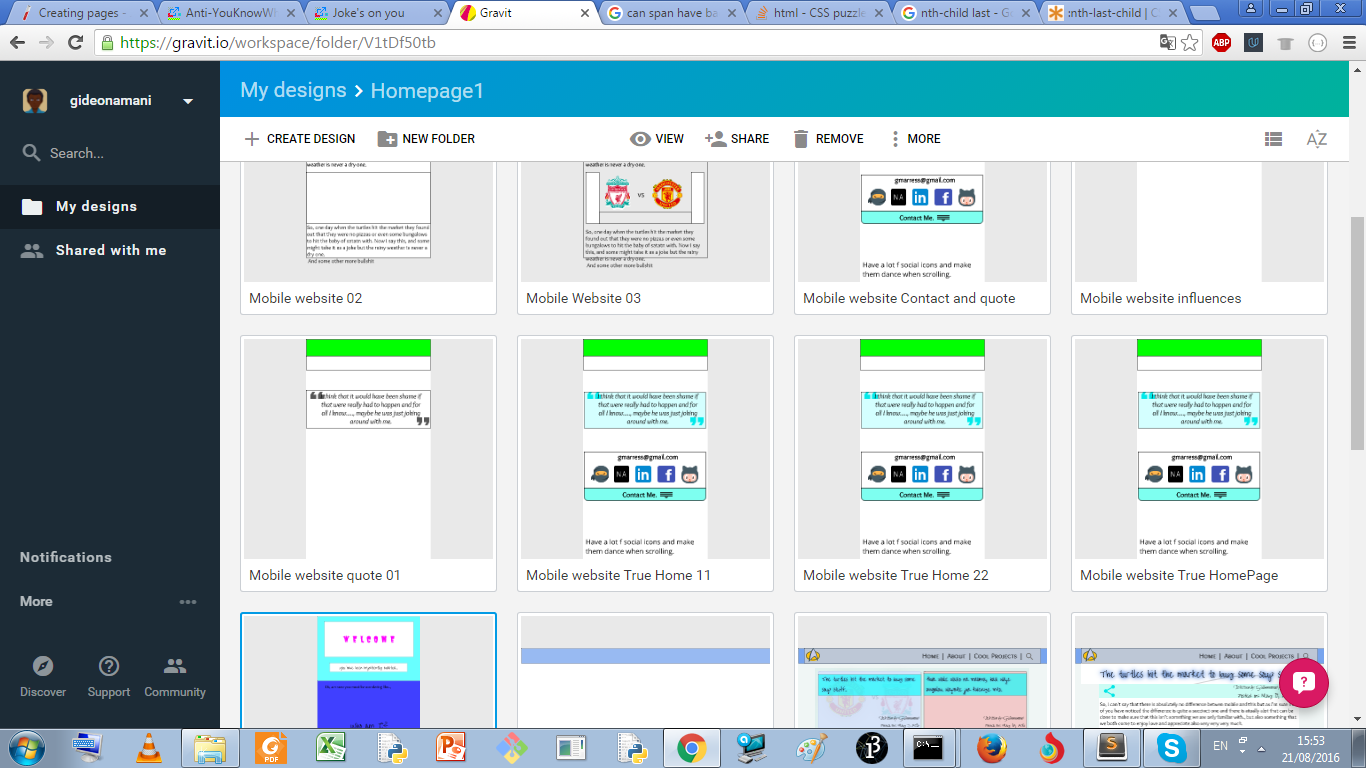 Creating pages -
Anti-YouKnowWh
Joke's on you
Gravit
can span have ba
html - CSS puzzle
nth-child last - Go
:nth-last-child | C
https://gravit.io/workspace/folder/V1tDf50tb
ABP
gideonamani
Search...
My designs
Shared with me
Notifications
More
Discover
Support
Community
My designs > Homepage1
CREATE DESIGN
NEW FOLDER
VIEW
SHARE
REMOVE
MORE
AZ
weather is never a dry one.
So, one day when the turtles hit the market they found
out that they were no pizzas or even some bungalows
to hit the baby of estate with. Now I say this, and some
might take it as a joke but the rainy weather is never a
dry one.
And some other more bullshit
Mobile website 02
weather is never a dry one.
VS
So, one day when the turtles hit the market they
found out that they were no pizzas or even some
bungalows to hit the baby of estate with. Now I say
this, and some might take it as a joke but the rainy
weather is never a dry one.
And some other more bullshit
Mobile Website 03
gmarress@gmail.com
NA
in
f
Contact Me.
Have a lot f social icons and make
them dance when scrolling.
Mobile website Contact and quote
Mobile website influences
I think that it would have been shame if
that were really had to happen and for
all I know...., maybe he was just joking
around with me.
Mobile website quote 01
I think that it would have been shame if
that were really had to happen and for
all I know...., maybe he was just joking
around with me.
gmarress@gmail.com
NA
in
f
Contact Me.
Have a lot f social icons and make
them dance when scrolling.
Mobile website True Home 11
I think that it would have been shame if
that were really had to happen and for
all I know...., maybe he was just joking
around with me.
gmarress@gmail.com
NA
in
f
Contact Me.
Have a lot f social icons and make
them dance when scrolling.
Mobile website True Home 22
I think that it would have been shame if
that were really had to happen and for
all I know...., maybe he was just joking
around with me.
gmarress@gmail.com
NA
in
f
Contact Me.
Have a lot f social icons and make
them dance when scrolling.
Mobile website True HomePage
WELCOME
HOME | ABOUT | COOL PROJECTS |
The turtles hit the market to buy some
soup stuff.
HOME | ABOUT | COOL PROJECTS |
The turtles hit the market to buy some soup s
EN
15:53
21/08/2016